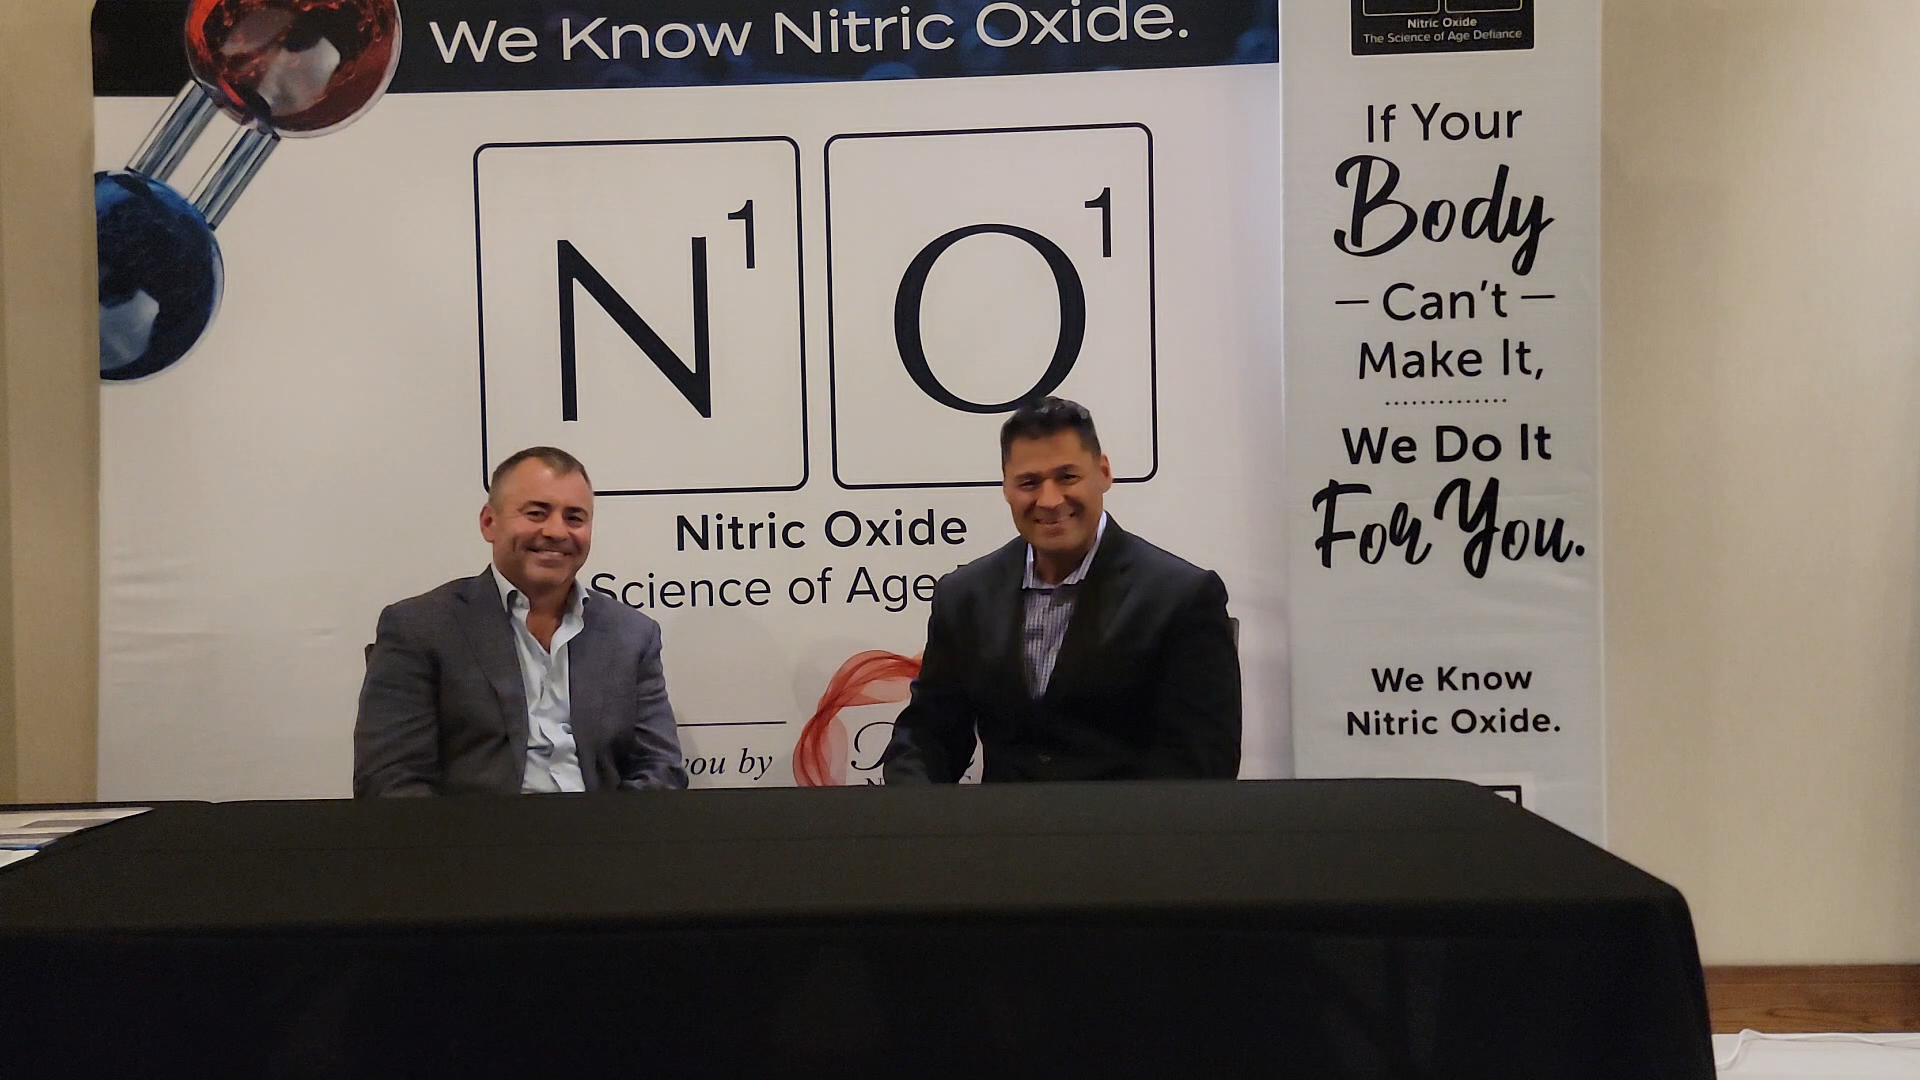 We Know Nitric Oxide.
N1 O1
Nitric Oxide
Science of Age
you by
Nitric Oxide
The Science of Age Defiance
If Your
Body
– Can't –
Make It,
We Do It
For You.
We Know
Nitric Oxide.